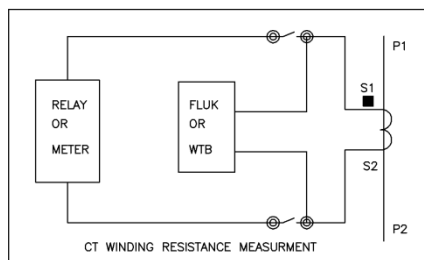 P1
S1
RELAY
OR
METER
FLUK
OR
WTB
S2
P2
CT WINDING RESISTANCE MEASURMENT